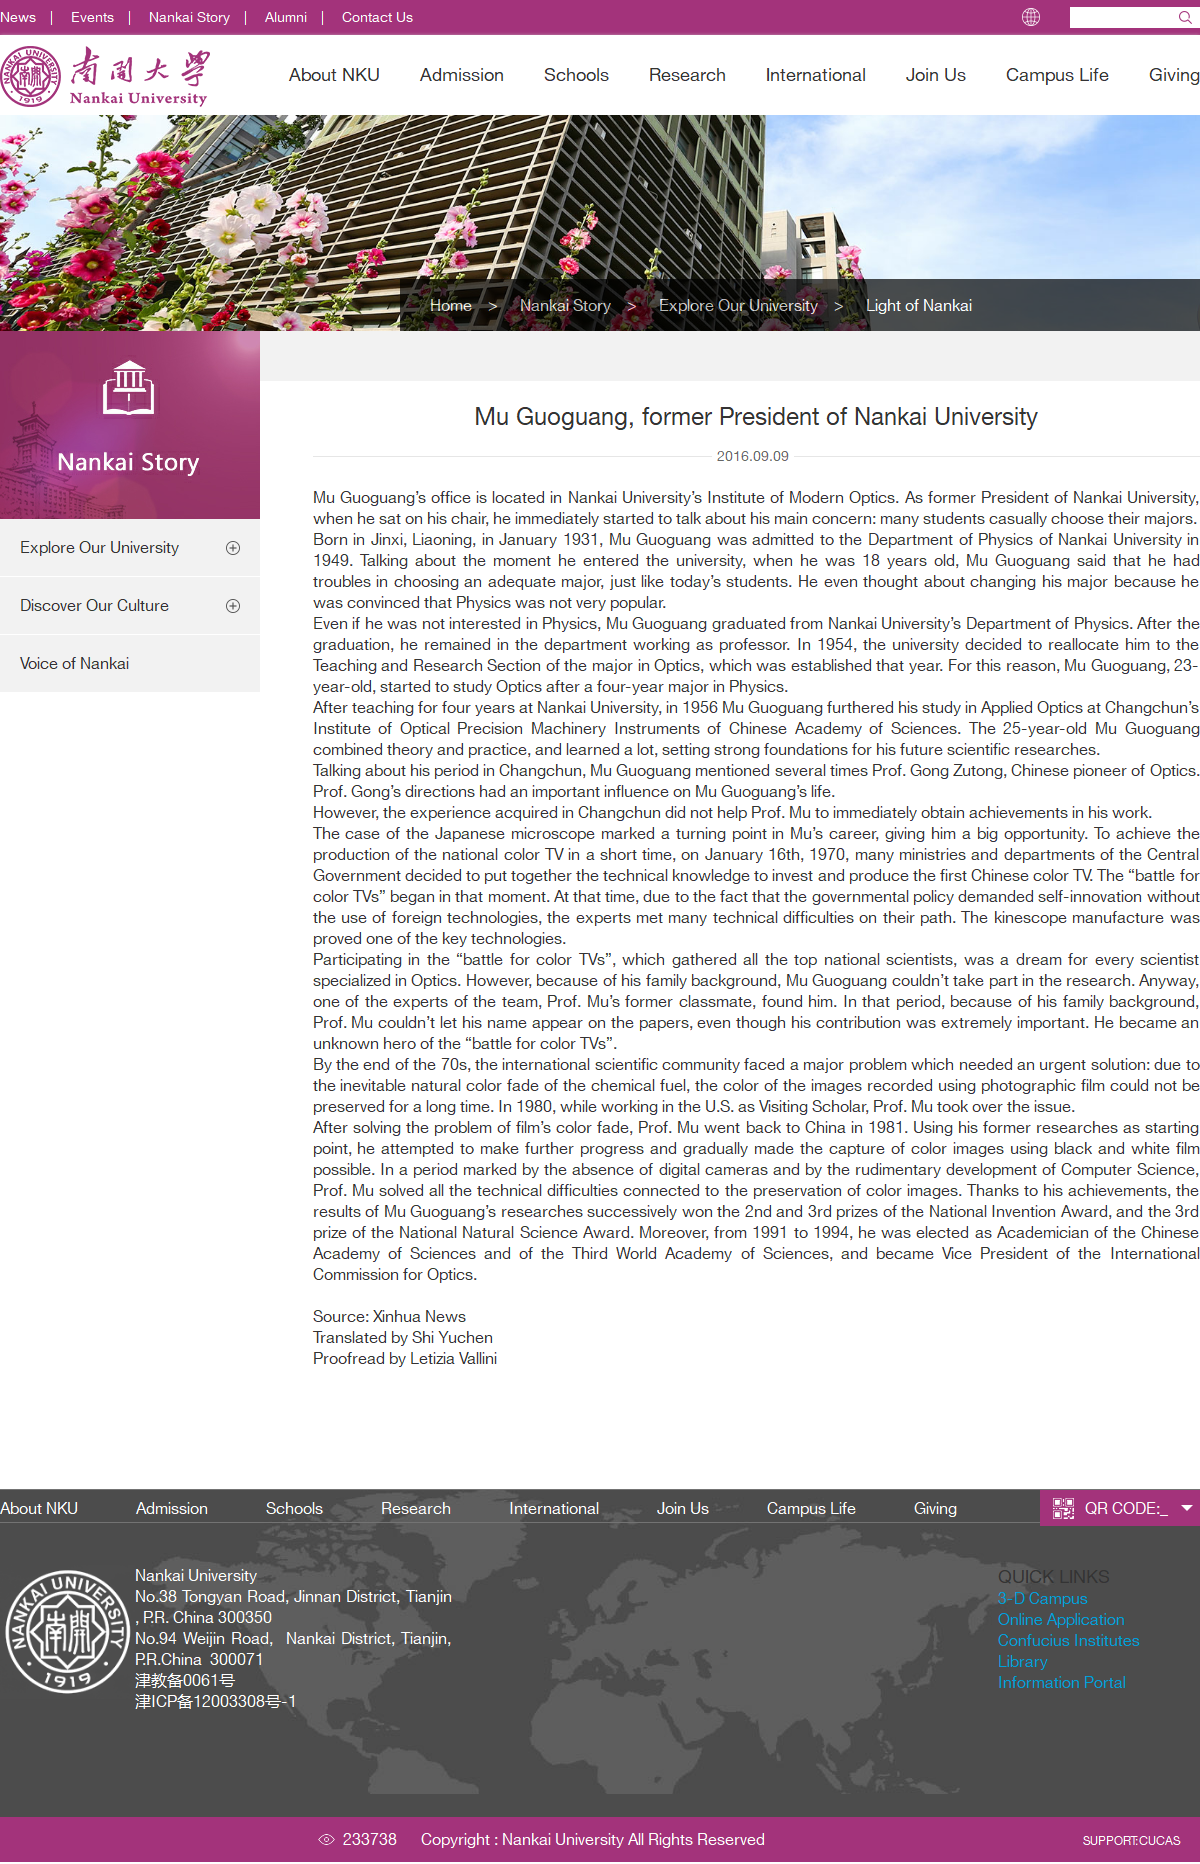 News | Events | Nankai Story | Alumni | Contact Us
NANKAI UNIVERSITY 1919
南開大學
Nankai University
About NKU Admission Schools Research International Join Us Campus Life Giving
Home > Nankai Story > Explore Our University > Light of Nankai
Nankai Story
Explore Our University
Discover Our Culture
Voice of Nankai
Mu Guoguang, former President of Nankai University
2016.09.09
Mu Guoguang’s office is located in Nankai University’s Institute of Modern Optics. As former President of Nankai University,
when he sat on his chair, he immediately started to talk about his main concern: many students casually choose their majors.
Born in Jinxi, Liaoning, in January 1931, Mu Guoguang was admitted to the Department of Physics of Nankai University in
1949. Talking about the moment he entered the university, when he was 18 years old, Mu Guoguang said that he had
troubles in choosing an adequate major, just like today’s students. He even thought about changing his major because he
was convinced that Physics was not very popular.
Even if he was not interested in Physics, Mu Guoguang graduated from Nankai University’s Department of Physics. After the
graduation, he remained in the department working as professor. In 1954, the university decided to reallocate him to the
Teaching and Research Section of the major in Optics, which was established that year. For this reason, Mu Guoguang, 23-
year-old, started to study Optics after a four-year major in Physics.
After teaching for four years at Nankai University, in 1956 Mu Guoguang furthered his study in Applied Optics at Changchun’s
Institute of Optical Precision Machinery Instruments of Chinese Academy of Sciences. The 25-year-old Mu Guoguang
combined theory and practice, and learned a lot, setting strong foundations for his future scientific researches.
Talking about his period in Changchun, Mu Guoguang mentioned several times Prof. Gong Zutong, Chinese pioneer of Optics.
Prof. Gong’s directions had an important influence on Mu Guoguang’s life.
However, the experience acquired in Changchun did not help Prof. Mu to immediately obtain achievements in his work.
The case of the Japanese microscope marked a turning point in Mu’s career, giving him a big opportunity. To achieve the
production of the national color TV in a short time, on January 16th, 1970, many ministries and departments of the Central
Government decided to put together the technical knowledge to invest and produce the first Chinese color TV. The “battle for
color TVs” began in that moment. At that time, due to the fact that the governmental policy demanded self-innovation without
the use of foreign technologies, the experts met many technical difficulties on their path. The kinescope manufacture was
proved one of the key technologies.
Participating in the “battle for color TVs”, which gathered all the top national scientists, was a dream for every scientist
specialized in Optics. However, because of his family background, Mu Guoguang couldn’t take part in the research. Anyway,
one of the experts of the team, Prof. Mu’s former classmate, found him. In that period, because of his family background,
Prof. Mu couldn’t let his name appear on the papers, even though his contribution was extremely important. He became an
unknown hero of the “battle for color TVs”.
By the end of the 70s, the international scientific community faced a major problem which needed an urgent solution: due to
the inevitable natural color fade of the chemical fuel, the color of the images recorded using photographic film could not be
preserved for a long time. In 1980, while working in the U.S. as Visiting Scholar, Prof. Mu took over the issue.
After solving the problem of film’s color fade, Prof. Mu went back to China in 1981. Using his former researches as starting
point, he attempted to make further progress and gradually made the capture of color images using black and white film
possible. In a period marked by the absence of digital cameras and by the rudimentary development of Computer Science,
Prof. Mu solved all the technical difficulties connected to the preservation of color images. Thanks to his achievements, the
results of Mu Guoguang’s researches successively won the 2nd and 3rd prizes of the National Invention Award, and the 3rd
prize of the National Natural Science Award. Moreover, from 1991 to 1994, he was elected as Academician of the Chinese
Academy of Sciences and of the Third World Academy of Sciences, and became Vice President of the International
Commission for Optics.
Source: Xinhua News
Translated by Shi Yuchen
Proofread by Letizia Vallini
About NKU Admission Schools Research International Join Us Campus Life Giving QR CODE:_
NANKAI UNIVERSITY 南開 ·1919·
Nankai University
No.38 Tongyan Road, Jinnan District, Tianjin
, P.R. China 300350
No.94 Weijin Road, Nankai District, Tianjin,
P.R.China 300071
津教备0061号
津ICP备12003308号-1
QUICK LINKS
3-D Campus
Online Application
Confucius Institutes
Library
Information Portal
233738 Copyright : Nankai University All Rights Reserved
SUPPORT:CUCAS